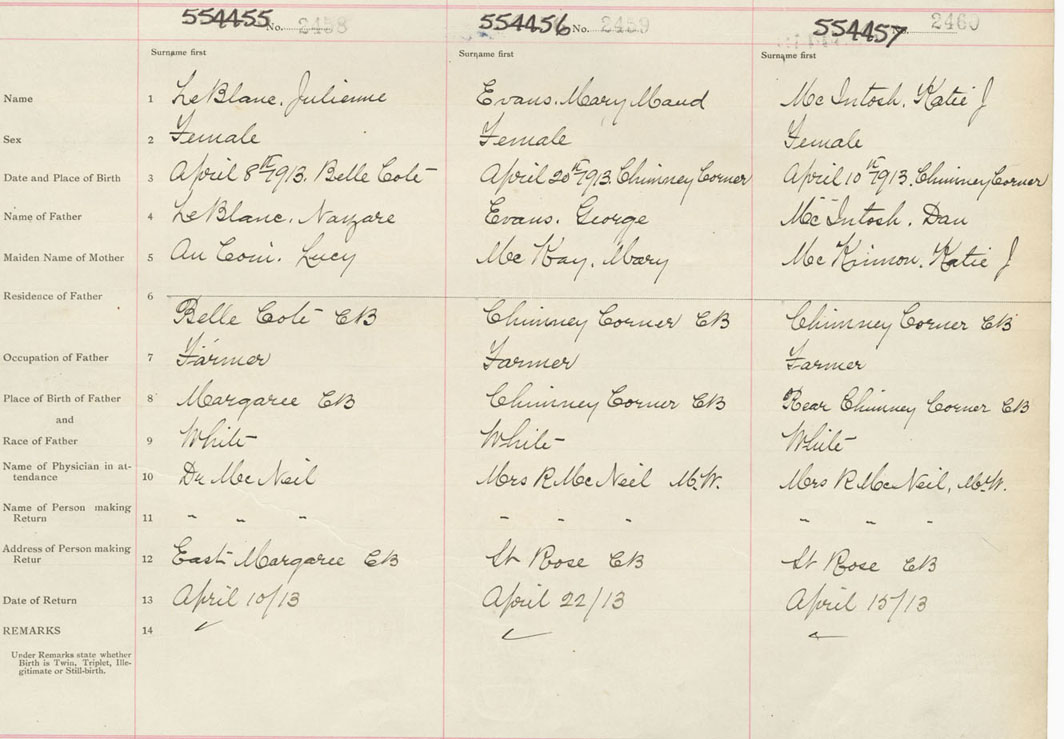 554455 No. 2458 554456 No. 2459 554457 No. 2460
Surname first Surname first Surname first
Name 1 LeBlanc, Julienne Evans, Mary Maud McIntosh, Katie J
Sex 2 Female Female Female
Date and Place of Birth 3 April 8th 1913. Belle Cote April 20th 1913. Chimney Corner April 10th 1913. Chimney Corner
Name of Father 4 LeBlanc, Nazare Evans, George McIntosh, Dan
Maiden Name of Mother 5 Au Coin, Lucy McKay, Mary McKinnon, Katie J
Residence of Father 6
Belle Cote CB Chimney Corner CB Chimney Corner CB
Occupation of Father 7 Farmer Farmer Farmer
Place of Birth of Father 8 Margaree CB Chimney Corner CB Rear Chimney Corner CB
and
Race of Father 9 White White White
Name of Physician in at-
tendance 10 Dr McNeil Mrs R McNeil M.W. Mrs R McNeil, M.W.
Name of Person making
Return 11 " " " " " " " " "
Address of Person making
Retur 12 East Margaree CB St Rose CB St Rose CB
Date of Return 13 April 10/13 April 22/13 April 15/13
REMARKS 14 ✓ ✓ ✓
Under Remarks state whether
Birth is Twin, Triplet, Ille-
gitimate or Still-birth.